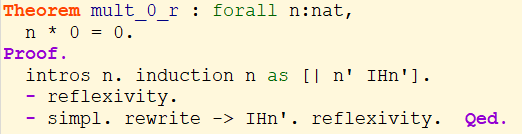 Theorem mult_0_r : forall n:nat,
  n * 0 = 0.
Proof.
  intros n. induction n as [| n' IHn'].
  - reflexivity.
  - simpl. rewrite -> IHn'. reflexivity.  Qed.